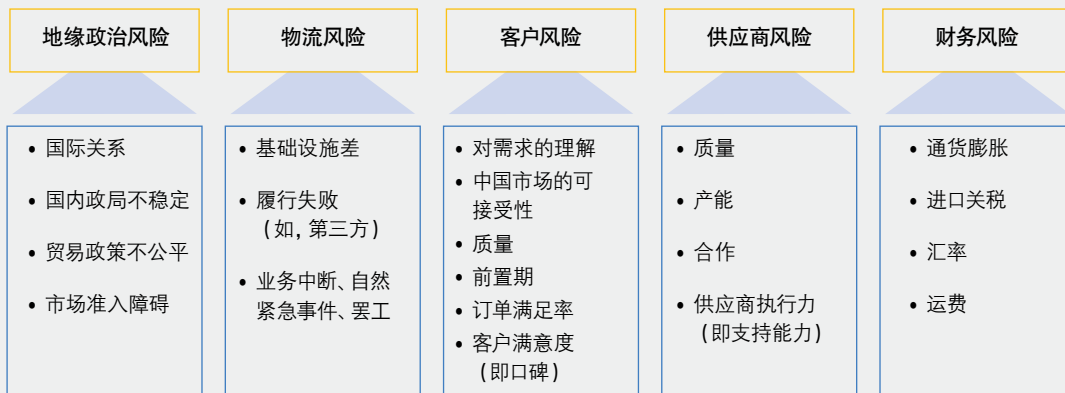 地缘政治风险
物流风险
客户风险
供应商风险
财务风险
• 国际关系
• 国内政局不稳定
• 贸易政策不公平
• 市场准入障碍
• 基础设施差
• 履行失败
(如, 第三方)
• 业务中断、自然
紧急事件、罢工
• 对需求的理解
• 中国市场的可
接受性
• 质量
• 前置期
• 订单满足率
• 客户满意度
(即口碑)
• 质量
• 产能
• 合作
• 供应商执行力
(即支持能力)
• 通货膨胀
• 进口关税
• 汇率
• 运费